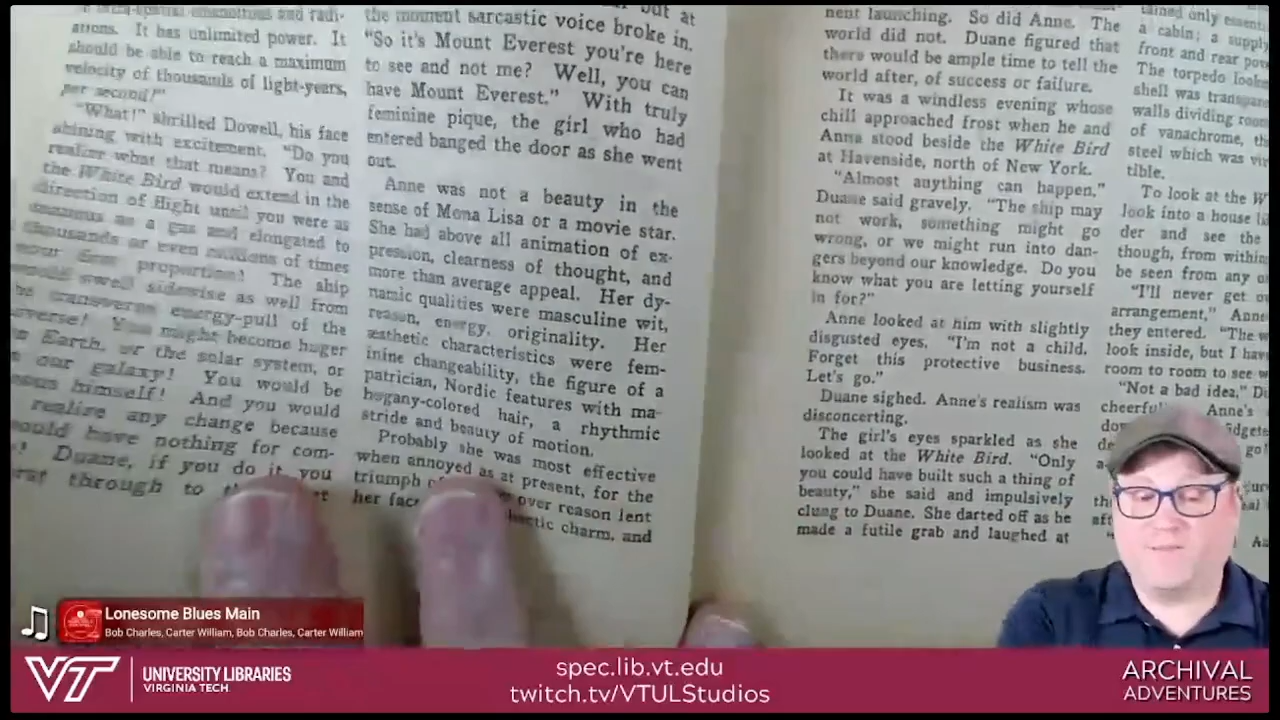 ations. It has unlimited power. It
should be able to reach a maximum
velocity of thousands of light-years,
per second!"
"What!" shrilled Dowell, his face
shining with excitement. "Do you
realize what that means? You and
the White Bird would extend in the
direction of flight until you were as
as a gas and elongated to
thousands or even millions of times
your first proportion! The ship
would swell sidewise as well from
transverse energy-pull of the
You might become huger
Earth, or the solar system, or
our galaxy! You would be
himself! And you would
realize any change because
would have nothing for com-
Duane, if you do it you
through to
but at
the moment sarcastic voice broke in.
"So it's Mount Everest you're here
to see and not me? Well, you can
have Mount Everest." With truly
feminine pique, the girl who had
entered banged the door as she went
out.
Anne was not a beauty in the
sense of Mona Lisa or a movie star.
She had above all animation of ex-
pression, clearness of thought, and
more than average appeal. Her dy-
namic qualities were masculine wit,
reason, energy, originality. Her
æsthetic characteristics were fem-
inine changeability, the figure of a
patrician, Nordic features with ma-
hogany-colored hair, a rhythmic
stride and beauty of motion.
Probably she was most effective
when annoyed as at present, for the
triumph over reason lent
her charm, and
nent launching. So did Anne. The
world did not. Duane figured that
there would be ample time to tell the
world after, of success or failure.
It was a windless evening whose
chill approached frost when he and
Anne stood beside the White Bird
at Havenside, north of New York.
"Almost anything can happen."
Duane said gravely. "The ship may
not work, something might go
wrong, or we might run into dan-
gers beyond our knowledge. Do you
know what you are letting yourself
in for?"
Anne looked at him with slightly
disgusted eyes. "I'm not a child.
Forget this protective business.
Let's go."
Duane sighed. Anne's realism was
disconcerting.
The girl's eyes sparkled as she
looked at the White Bird. "Only
you could have built such a thing of
beauty," she said and impulsively
clung to Duane. She darted off as he
made a futile grab and laughed at
tained only
a cabin; a supply
front and rear
The torpedo
shell was
walls dividing
of vanachrome,
steel which was
tible.
To look at the
look into a house
der and see the
though, from within
be seen from any
"I'll never get
arrangement," Anne
they entered. "The
look inside, but I have
room to room to see
"Not a bad idea,"
Anne's
Lonesome Blues Main
Bob Charles, Carter William, Bob Charles, Carter William
VT UNIVERSITY LIBRARIES
VIRGINIA TECH
spec.lib.vt.edu
twitch.tv/VTULStudios
ARCHIVAL
ADVENTURES